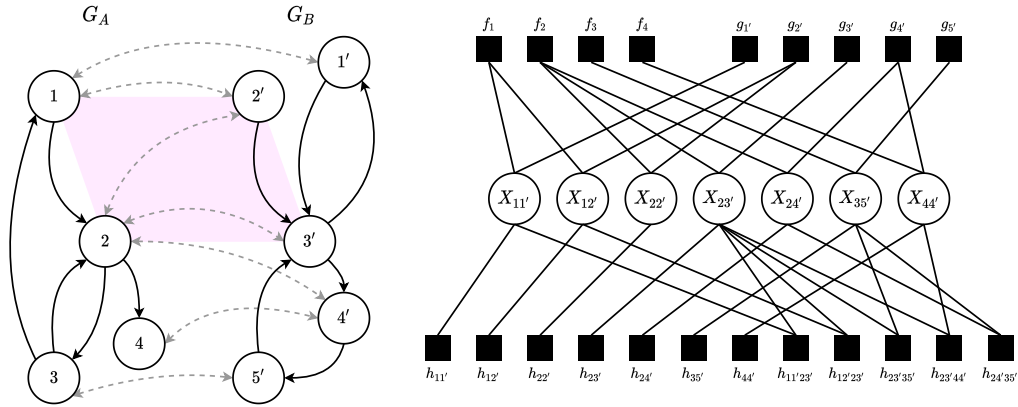 G_A G_B
f_1 f_2 f_3 f_4 g_{1'} g_{2'} g_{3'} g_{4'} g_{5'}
1'
1 2'
X_{11'} X_{12'} X_{22'} X_{23'} X_{24'} X_{35'} X_{44'}
2 3'
4'
4
3 5'
h_{11'} h_{12'} h_{22'} h_{23'} h_{24'} h_{35'} h_{44'} h_{11'23'} h_{12'23'} h_{23'35'} h_{23'44'} h_{24'35'}